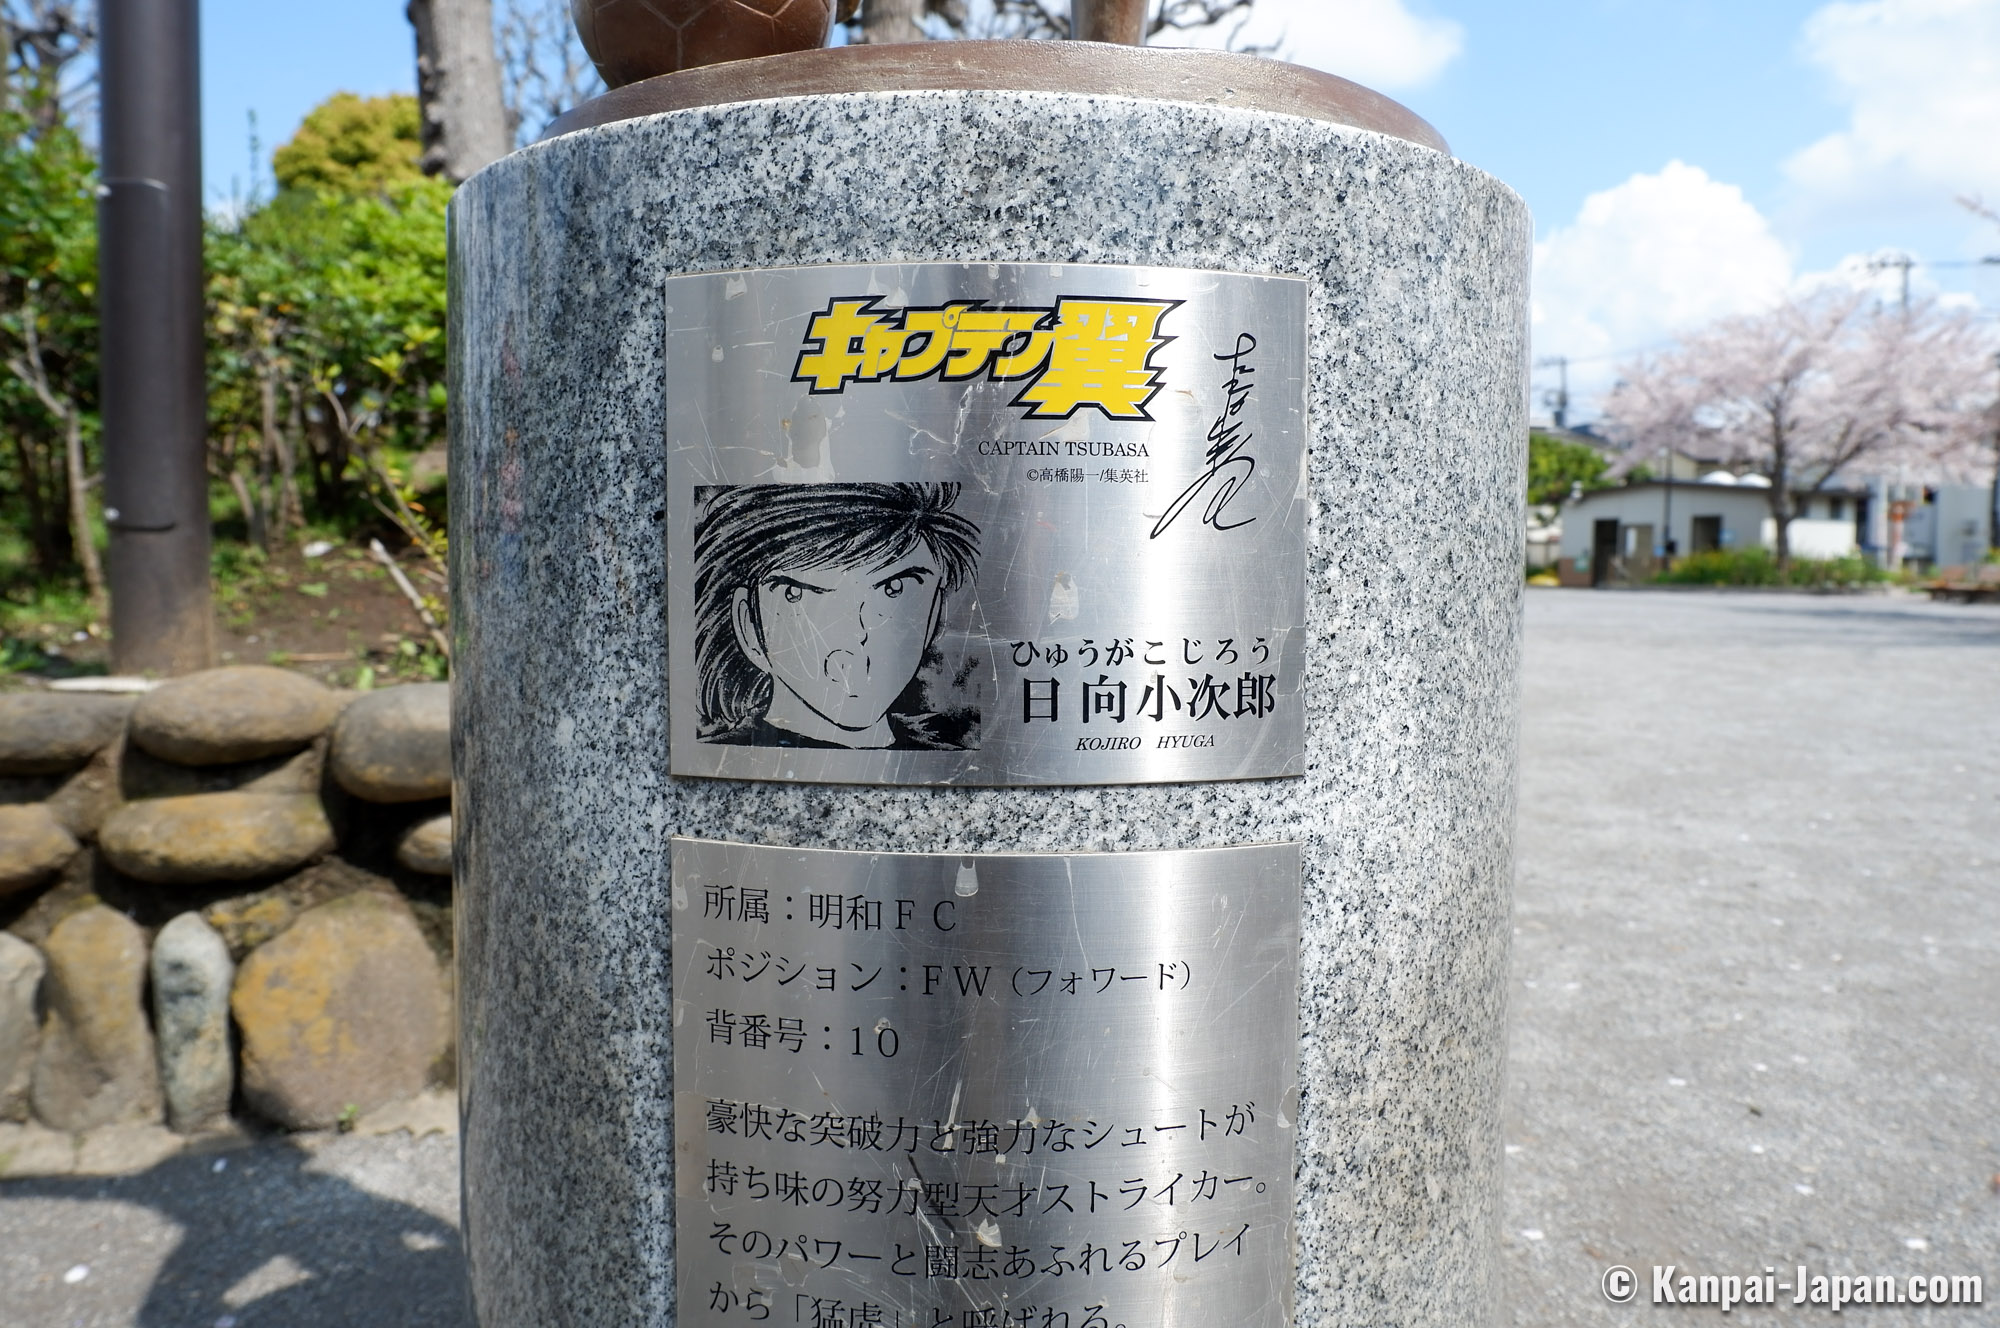 キャプテン翼
CAPTAIN TSUBASA
©高橋陽一/集英社
ひゅうがこじろう
日向小次郎
KOJIRO HYUGA
所属：明和ＦＣ
ポジション：ＦＷ（フォワード）
背番号：１０
豪快な突破力と強力なシュートが
持ち味の努力型天才ストライカー。
そのパワーと闘志あふれるプレイ
から「猛虎」と呼ばれる。
© Kanpai-Japan.com